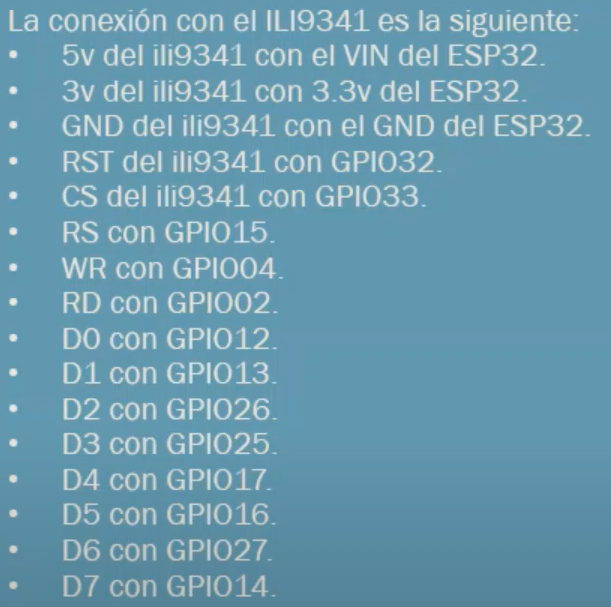 La conexión con el ILI9341 es la siguiente:
• 5v del ili9341 con el VIN del ESP32.
• 3v del ili9341 con 3.3v del ESP32.
• GND del ili9341 con el GND del ESP32.
• RST del ili9341 con GPIO32.
• CS del ili9341 con GPIO33.
• RS con GPIO15.
• WR con GPIO04.
• RD con GPIO02.
• D0 con GPIO12.
• D1 con GPIO13.
• D2 con GPIO26.
• D3 con GPIO25.
• D4 con GPIO17.
• D5 con GPIO16.
• D6 con GPIO27.
• D7 con GPIO14.